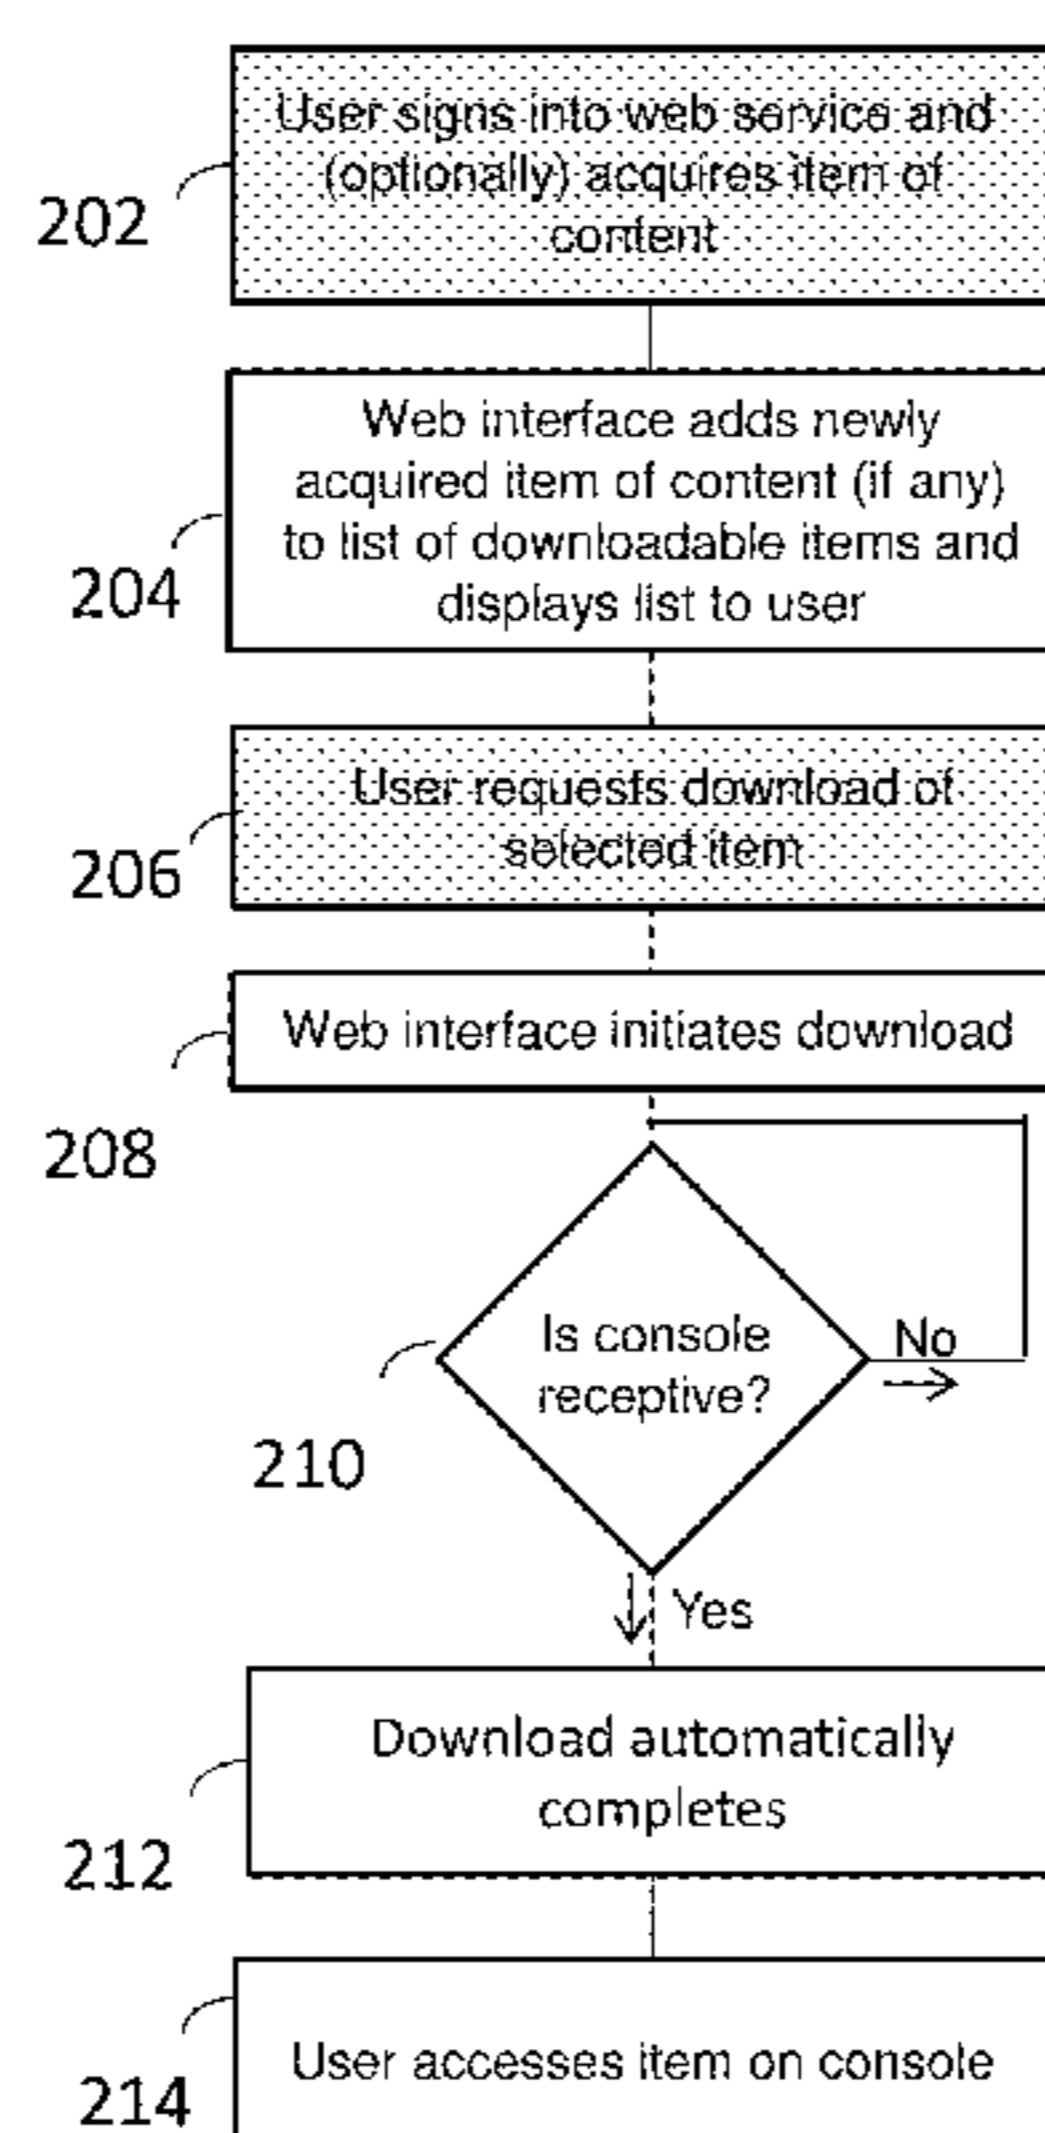 User signs into web service and
(optionally) acquires item of
content
202
Web interface adds newly
acquired item of content (if any)
to list of downloadable items and
displays list to user
204
User requests download of
selected item
206
Web interface initiates download
208
Is console
receptive?
No
210
Yes
Download automatically
completes
212
User accesses item on console
214